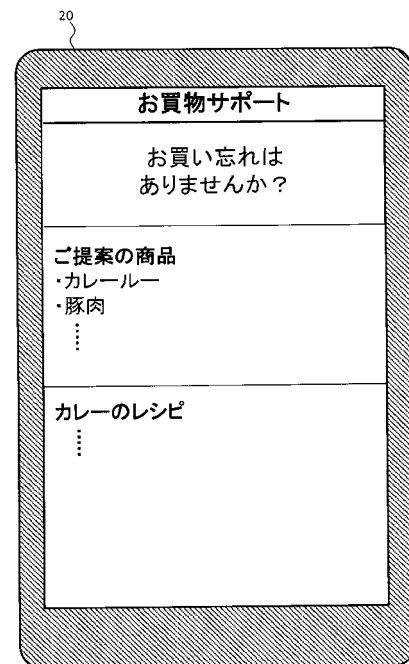 20
お買物サポート
お買い忘れは
ありませんか？
ご提案の商品
・カレールー
・豚肉
カレーのレシピ